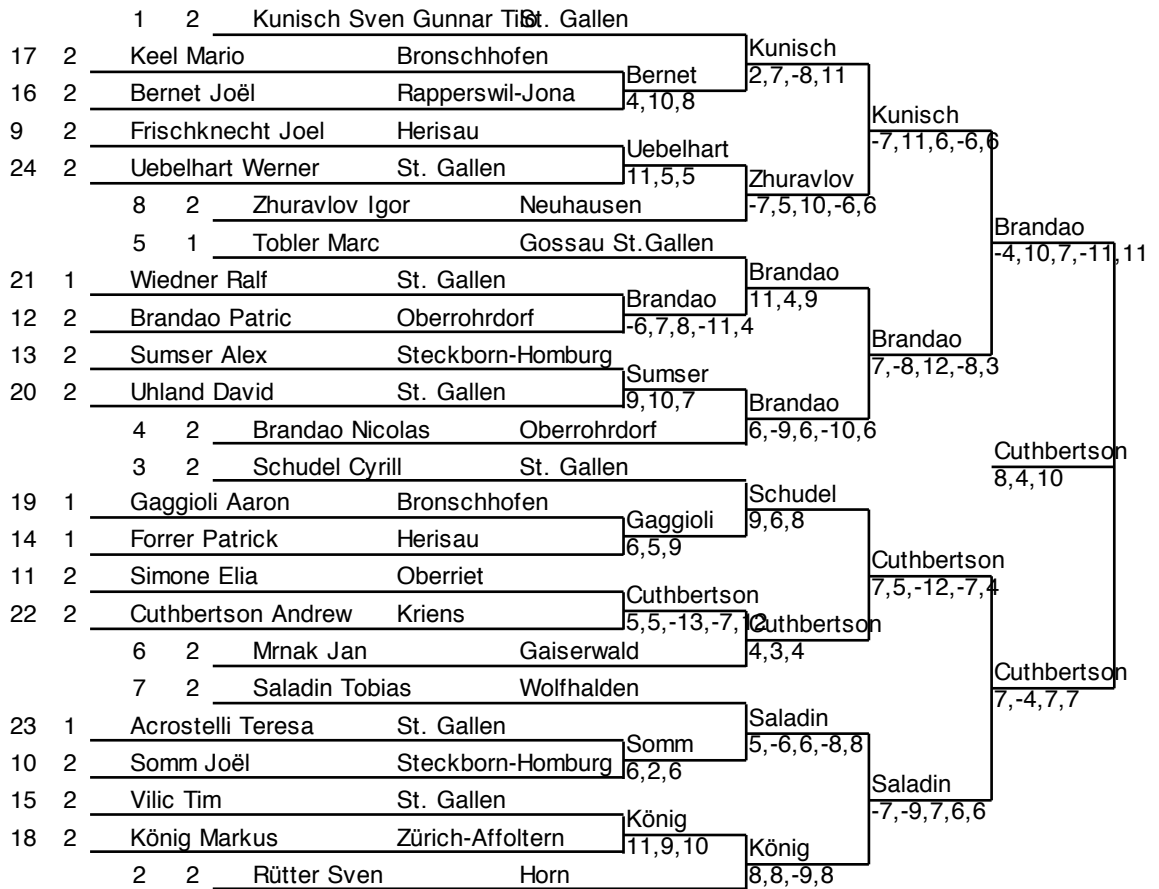 1 2 Kunisch Sven Gunnar Tilo St. Gallen
Kunisch
17 2 Keel Mario Bronschhofen
2,7,-8,11
Bernet
16 2 Bernet Joël Rapperswil-Jona
4,10,8
Kunisch
9 2 Frischknecht Joel Herisau
-7,11,6,-6,6
Uebelhart
24 2 Uebelhart Werner St. Gallen
11,5,5
Zhuravlov
-7,5,10,-6,6
8 2 Zhuravlov Igor Neuhausen
Brandao
5 1 Tobler Marc Gossau St.Gallen
-4,10,7,-11,11
Brandao
21 1 Wiedner Ralf St. Gallen
11,4,9
Brandao
12 2 Brandao Patric Oberrohrdorf
-6,7,8,-11,4
Brandao
13 2 Sumser Alex Steckborn-Homburg
7,-8,12,-8,3
Sumser
20 2 Uhland David St. Gallen
9,10,7
Brandao
4 2 Brandao Nicolas Oberrohrdorf
6,-9,6,-10,6
Cuthbertson
3 2 Schudel Cyrill St. Gallen
8,4,10
Schudel
19 1 Gaggioli Aaron Bronschhofen
9,6,8
Gaggioli
14 1 Forrer Patrick Herisau
6,5,9
Cuthbertson
11 2 Simone Elia Oberriet
7,5,-12,-7,4
Cuthbertson
22 2 Cuthbertson Andrew Kriens
5,5,-13,-7,12
Cuthbertson
6 2 Mrnak Jan Gaiserwald
4,3,4
Cuthbertson
7 2 Saladin Tobias Wolfhalden
7,-4,7,7
Saladin
23 1 Acrostelli Teresa St. Gallen
5,-6,6,-8,8
Somm
10 2 Somm Joël Steckborn-Homburg
6,2,6
Saladin
15 2 Vilic Tim St. Gallen
-7,-9,7,6,6
König
18 2 König Markus Zürich-Affoltern
11,9,10
König
2 2 Rütter Sven Horn
8,8,-9,8